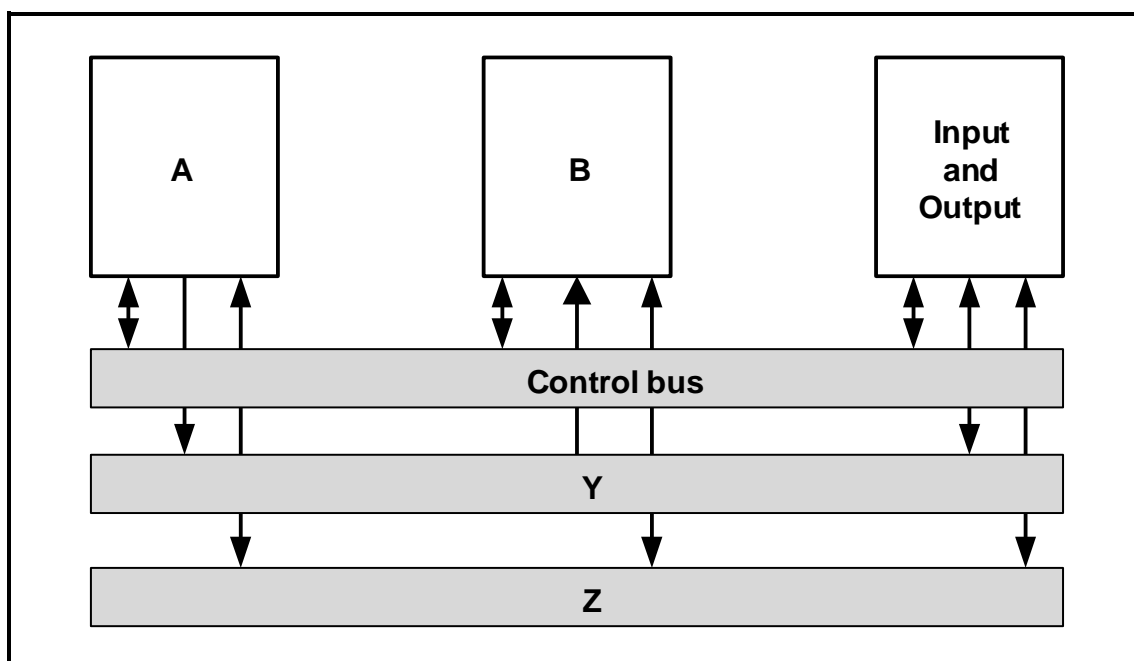 A
B
Input
and
Output
Control bus
Y
Z